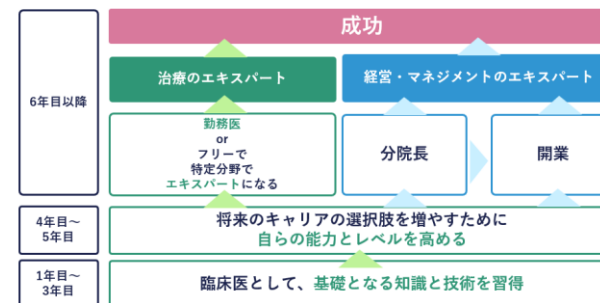 成功
治療のエキスパート
経営・マネジメントのエキスパート
6年目以降
勤務医
or
フリーで
特定分野で
エキスパートになる
分院長
開業
4年目〜
5年目
将来のキャリアの選択肢を増やすために
自らの能力とレベルを高める
1年目〜
3年目
臨床医として、基礎となる知識と技術を習得